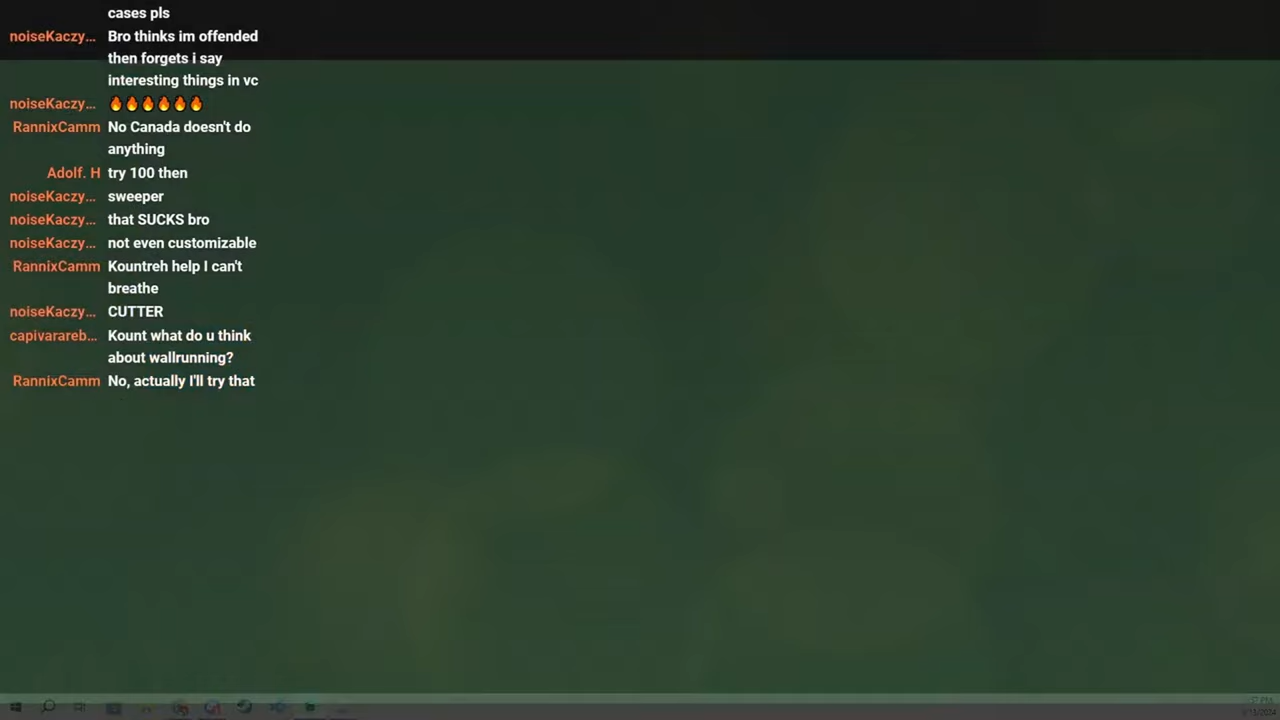 cases pls
noiseKaczy... Bro thinks im offended
then forgets i say
interesting things in vc
noiseKaczy... 🔥🔥🔥🔥🔥🔥
RannixCamm No Canada doesn't do
anything
Adolf. H try 100 then
noiseKaczy... sweeper
noiseKaczy... that SUCKS bro
noiseKaczy... not even customizable
RannixCamm Kountreh help I can't
breathe
noiseKaczy... CUTTER
capivarareb... Kount what do u think
about wallrunning?
RannixCamm No, actually I'll try that